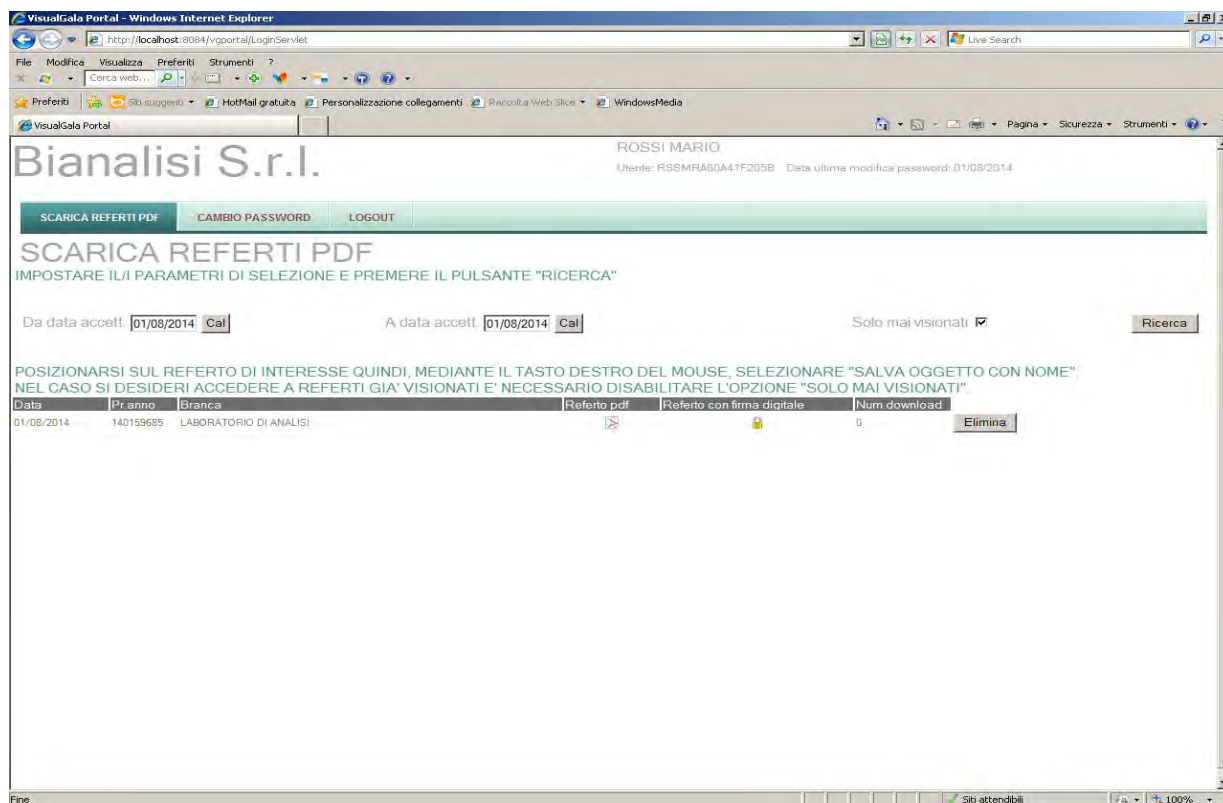 VisualGala Portal - Windows Internet Explorer
http://localhost:8084/vgportal/LoginServlet
Live Search
File Modifica Visualizza Preferiti Strumenti ?
Cerca web...
Preferiti Siti suggeriti HotMail gratuita Personalizzazione collegamenti Raccolta Web Slice WindowsMedia
VisualGala Portal
Pagina Sicurezza Strumenti
Bianalisi S.r.l.
ROSSI MARIO
Utente: RSSMRA80A41F205B Data ultima modifica password: 01/08/2014
SCARICA REFERTI PDF CAMBIO PASSWORD LOGOUT
SCARICA REFERTI PDF
IMPOSTARE IL/I PARAMETRI DI SELEZIONE E PREMERE IL PULSANTE "RICERCA"
Da data accett. 01/08/2014 Cal A data accett. 01/08/2014 Cal Solo mai visionati Ricerca
POSIZIONARSI SUL REFERTO DI INTERESSE QUINDI, MEDIANTE IL TASTO DESTRO DEL MOUSE, SELEZIONARE "SALVA OGGETTO CON NOME".
NEL CASO SI DESIDERI ACCEDERE A REFERTI GIA' VISIONATI E' NECESSARIO DISABILITARE L'OPZIONE "SOLO MAI VISIONATI".
Data Pr.anno Branca Referto pdf Referto con firma digitale Num.download
01/08/2014 140159685 LABORATORIO DI ANALISI 0 Elimina
Fine Siti attendibili 100%